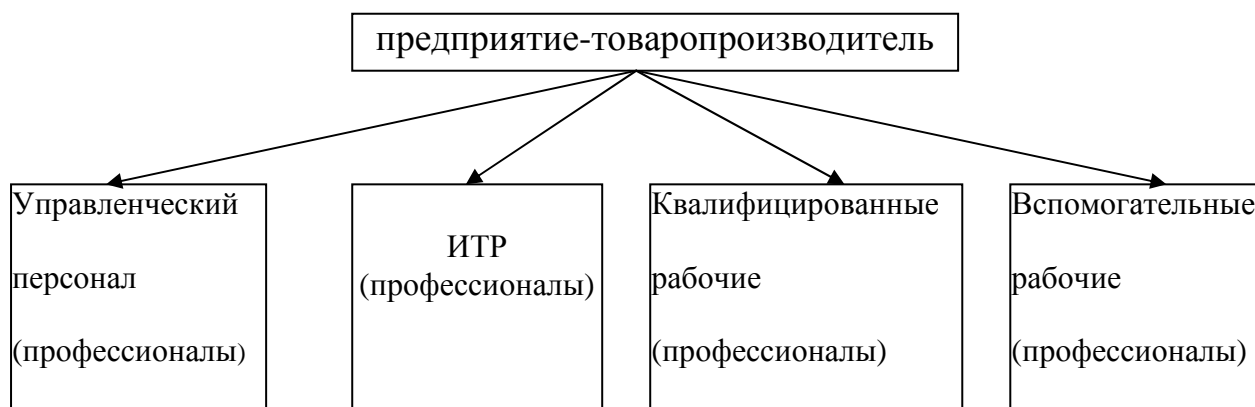 предприятие-товаропроизводитель
Управленческий
персонал
(профессионалы)
ИТР
(профессионалы)
Квалифицированные
рабочие
(профессионалы)
Вспомогательные
рабочие
(профессионалы)